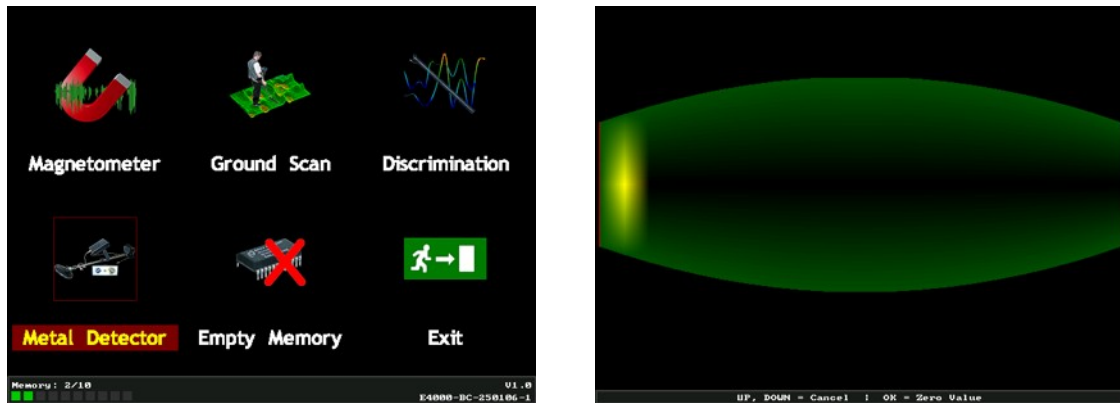 Magnetometer Ground Scan Discrimination
Metal Detector Empty Memory Exit
Memory: 2/10 V1.0
E4000-BC-250106-1
UP, DOWN = Cancel | OK = Zero Value